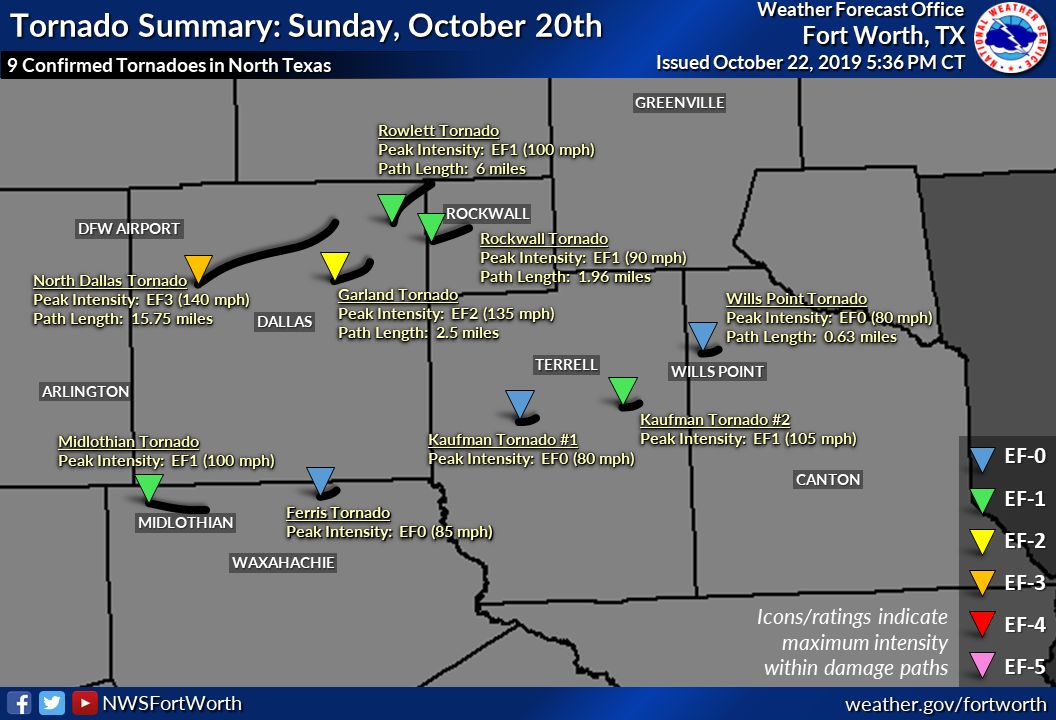 Tornado Summary: Sunday, October 20th
9 Confirmed Tornadoes in North Texas
Weather Forecast Office
Fort Worth, TX
Issued October 22, 2019 5:36 PM CT
NATIONAL WEATHER SERVICE
GREENVILLE
Rowlett Tornado
Peak Intensity: EF1 (100 mph)
Path Length: 6 miles
DFW AIRPORT
ROCKWALL
Rockwall Tornado
Peak Intensity: EF1 (90 mph)
Path Length: 1.96 miles
North Dallas Tornado
Peak Intensity: EF3 (140 mph)
Path Length: 15.75 miles
DALLAS
Garland Tornado
Peak Intensity: EF2 (135 mph)
Path Length: 2.5 miles
Wills Point Tornado
Peak Intensity: EF0 (80 mph)
Path Length: 0.63 miles
TERRELL
WILLS POINT
ARLINGTON
Kaufman Tornado #2
Peak Intensity: EF1 (105 mph)
Kaufman Tornado #1
Peak Intensity: EF0 (80 mph)
Midlothian Tornado
Peak Intensity: EF1 (100 mph)
CANTON
MIDLOTHIAN
Ferris Tornado
Peak Intensity: EF0 (85 mph)
WAXAHACHIE
EF-0
EF-1
EF-2
EF-3
EF-4
EF-5
Icons/ratings indicate
maximum intensity
within damage paths
NWSFortWorth
weather.gov/fortworth